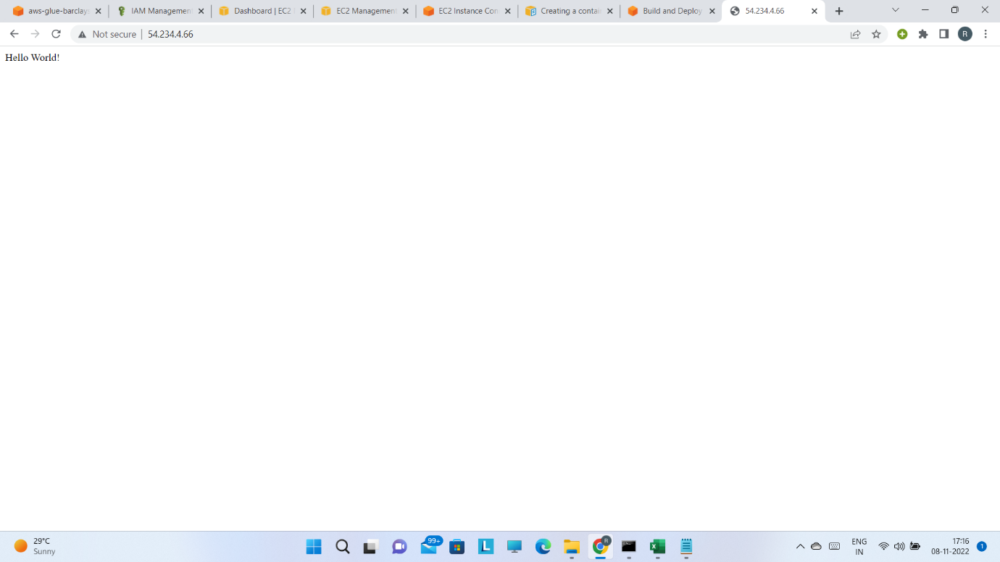 aws-glue-barclays
IAM Management
Dashboard | EC2
EC2 Management
EC2 Instance Con
Creating a contai
Build and Deploy
54.234.4.66
Not secure
54.234.4.66
R
Hello World!
29°C
Sunny
99+
L
R
ENG
IN
17:16
08-11-2022
1